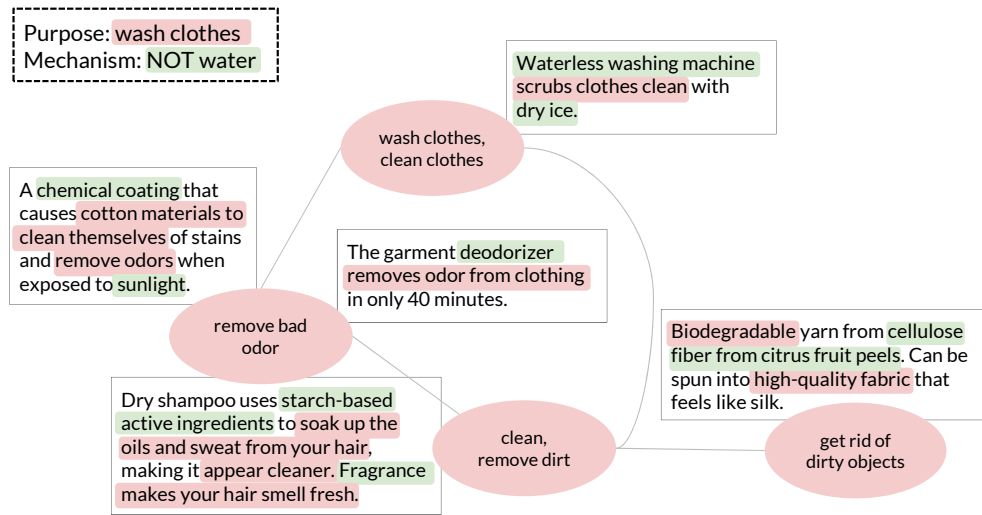 Purpose: wash clothes
Mechanism: NOT water
Waterless washing machine
scrubs clothes clean with
dry ice.
wash clothes,
clean clothes
A chemical coating that
causes cotton materials to
clean themselves of stains
and remove odors when
exposed to sunlight.
The garment deodorizer
removes odor from clothing
in only 40 minutes.
remove bad
odor
Biodegradable yarn from cellulose
fiber from citrus fruit peels. Can be
spun into high-quality fabric that
feels like silk.
Dry shampoo uses starch-based
active ingredients to soak up the
oils and sweat from your hair,
making it appear cleaner. Fragrance
makes your hair smell fresh.
clean,
remove dirt
get rid of
dirty objects